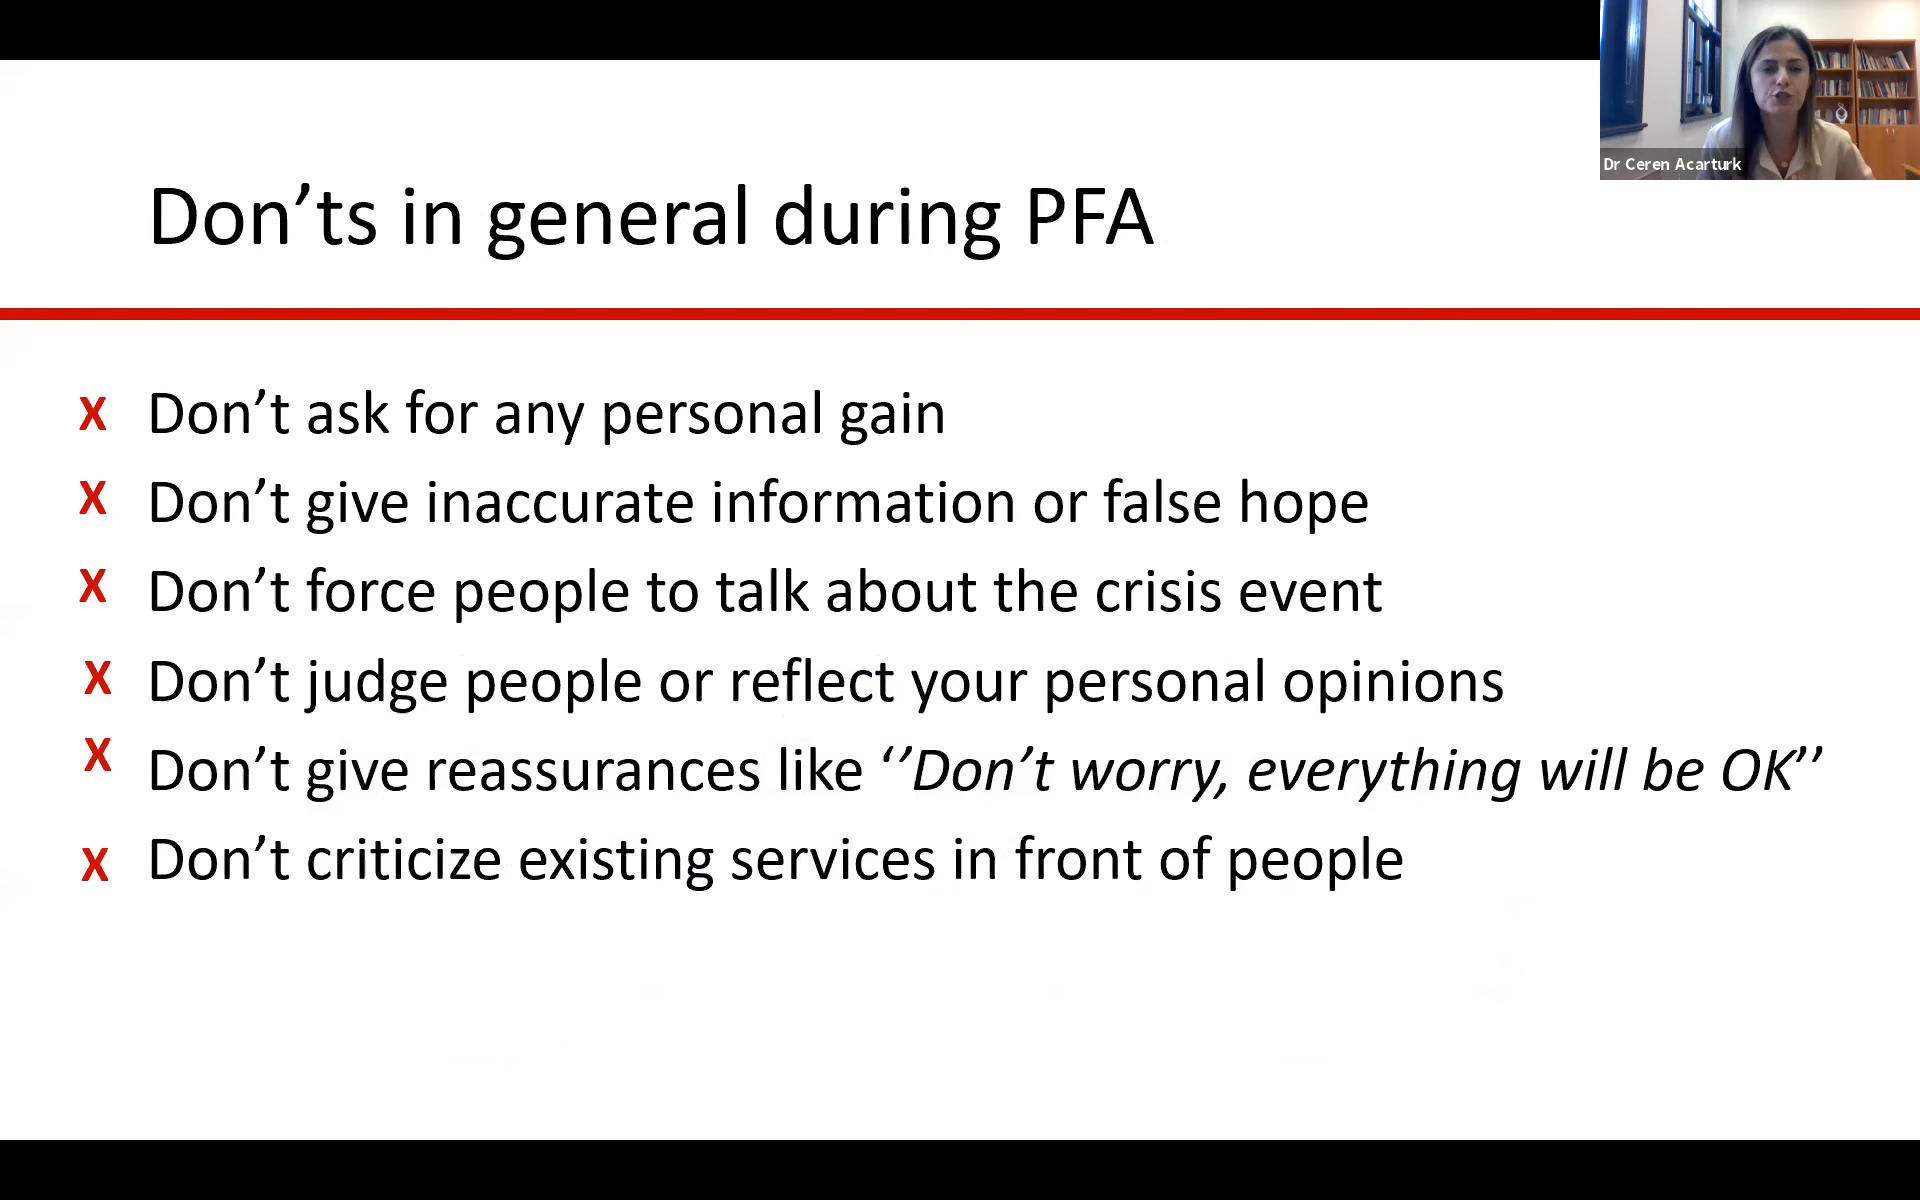 Dr Ceren Acarturk
Don’ts in general during PFA
X Don’t ask for any personal gain
X Don’t give inaccurate information or false hope
X Don’t force people to talk about the crisis event
X Don’t judge people or reflect your personal opinions
X Don’t give reassurances like ‘’Don’t worry, everything will be OK’’
X Don’t criticize existing services in front of people